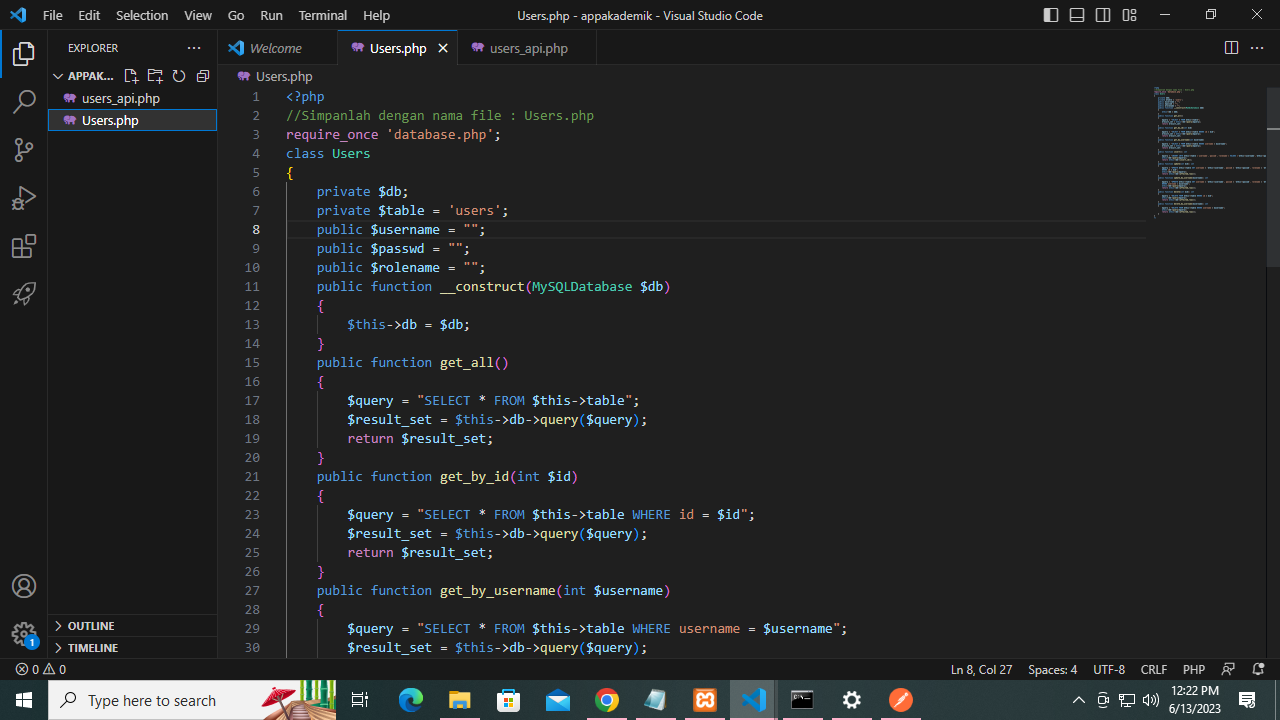 File Edit Selection View Go Run Terminal Help Users.php - appakademik - Visual Studio Code
EXPLORER
APPAK...
users_api.php
Users.php
OUTLINE
TIMELINE
Welcome Users.php users_api.php
Users.php
1 <?php
2 //Simpanlah dengan nama file : Users.php
3 require_once 'database.php';
4 class Users
5 {
6 private $db;
7 private $table = 'users';
8 public $username = "";
9 public $passwd = "";
10 public $rolename = "";
11 public function __construct(MySQLDatabase $db)
12 {
13 $this->db = $db;
14 }
15 public function get_all()
16 {
17 $query = "SELECT * FROM $this->table";
18 $result_set = $this->db->query($query);
19 return $result_set;
20 }
21 public function get_by_id(int $id)
22 {
23 $query = "SELECT * FROM $this->table WHERE id = $id";
24 $result_set = $this->db->query($query);
25 return $result_set;
26 }
27 public function get_by_username(int $username)
28 {
29 $query = "SELECT * FROM $this->table WHERE username = $username";
30 $result_set = $this->db->query($query);
1
0 0 Ln 8, Col 27 Spaces: 4 UTF-8 CRLF PHP
Type here to search
12:22 PM
6/13/2023